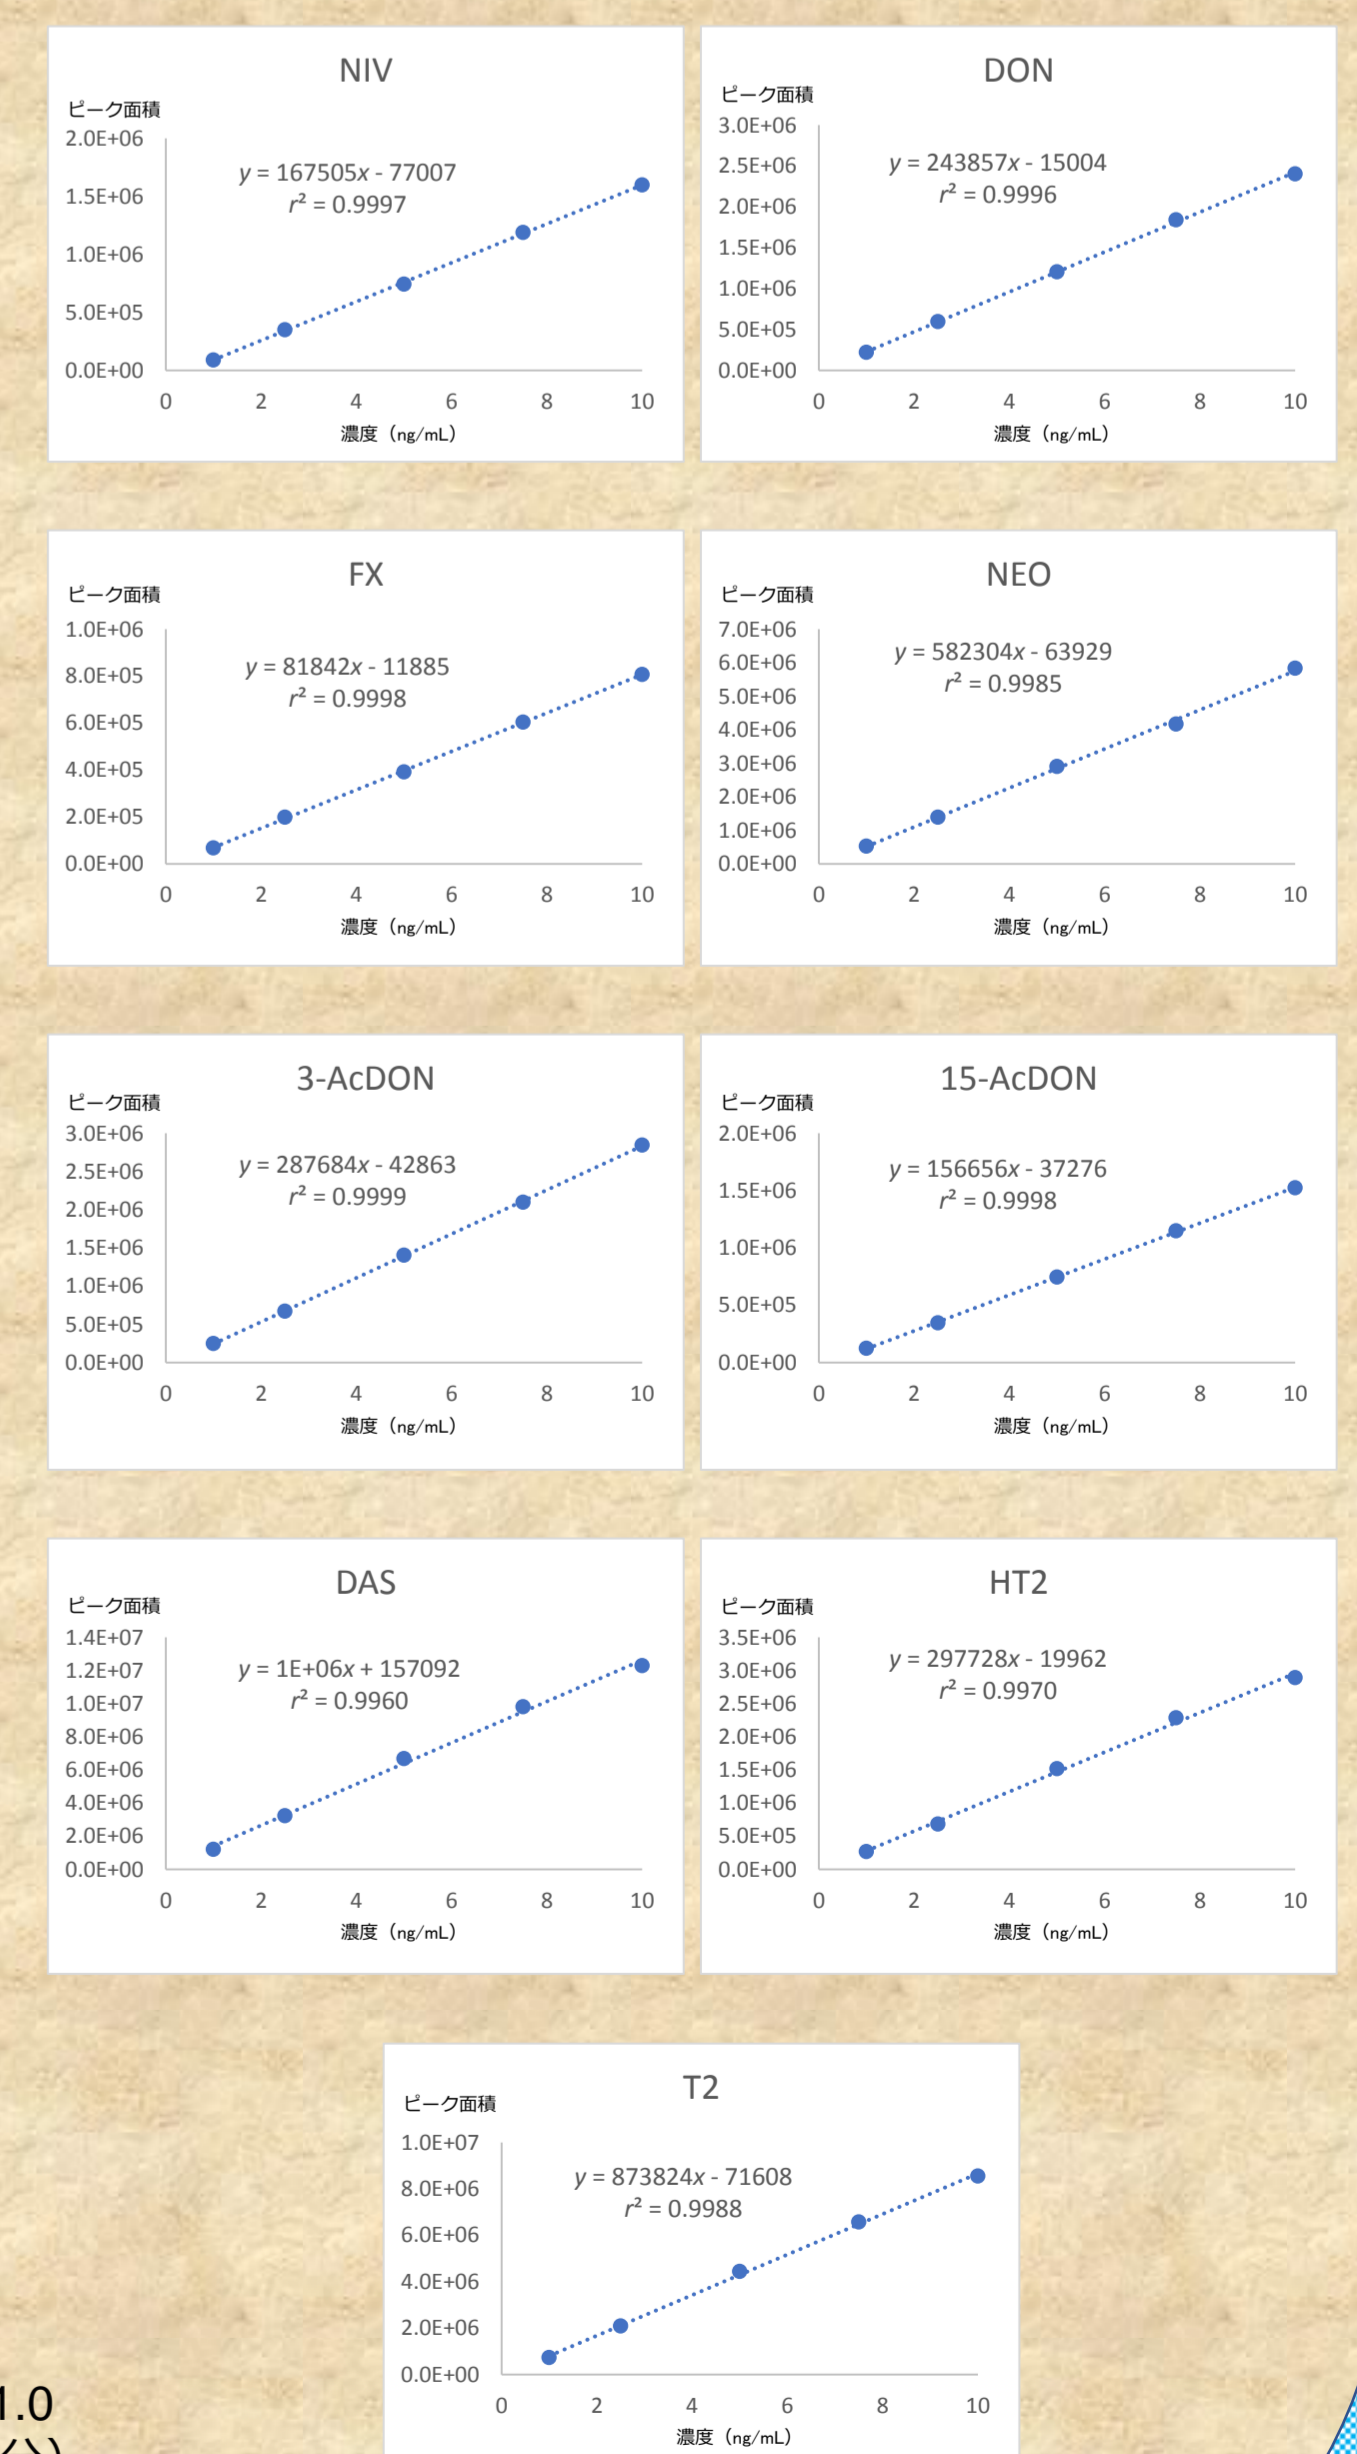 NIV
ピーク面積
2.0E+06
1.5E+06
1.0E+06
5.0E+05
0.0E+00
y = 167505x - 77007
r² = 0.9997
0 2 4 6 8 10
濃度（ng/mL）
DON
ピーク面積
3.0E+06
2.5E+06
2.0E+06
1.5E+06
1.0E+06
5.0E+05
0.0E+00
y = 243857x - 15004
r² = 0.9996
0 2 4 6 8 10
濃度（ng/mL）
FX
ピーク面積
1.0E+06
8.0E+05
6.0E+05
4.0E+05
2.0E+05
0.0E+00
y = 81842x - 11885
r² = 0.9998
0 2 4 6 8 10
濃度（ng/mL）
NEO
ピーク面積
7.0E+06
6.0E+06
5.0E+06
4.0E+06
3.0E+06
2.0E+06
1.0E+06
0.0E+00
y = 582304x - 63929
r² = 0.9985
0 2 4 6 8 10
濃度（ng/mL）
3-AcDON
ピーク面積
3.0E+06
2.5E+06
2.0E+06
1.5E+06
1.0E+06
5.0E+05
0.0E+00
y = 287684x - 42863
r² = 0.9999
0 2 4 6 8 10
濃度（ng/mL）
15-AcDON
ピーク面積
2.0E+06
1.5E+06
1.0E+06
5.0E+05
0.0E+00
y = 156656x - 37276
r² = 0.9998
0 2 4 6 8 10
濃度（ng/mL）
DAS
ピーク面積
1.4E+07
1.2E+07
1.0E+07
8.0E+06
6.0E+06
4.0E+06
2.0E+06
0.0E+00
y = 1E+06x + 157092
r² = 0.9960
0 2 4 6 8 10
濃度（ng/mL）
HT2
ピーク面積
3.5E+06
3.0E+06
2.5E+06
2.0E+06
1.5E+06
1.0E+06
5.0E+05
0.0E+00
y = 297728x - 19962
r² = 0.9970
0 2 4 6 8 10
濃度（ng/mL）
T2
ピーク面積
1.0E+07
8.0E+06
6.0E+06
4.0E+06
2.0E+06
0.0E+00
y = 873824x - 71608
r² = 0.9988
0 2 4 6 8 10
濃度（ng/mL）